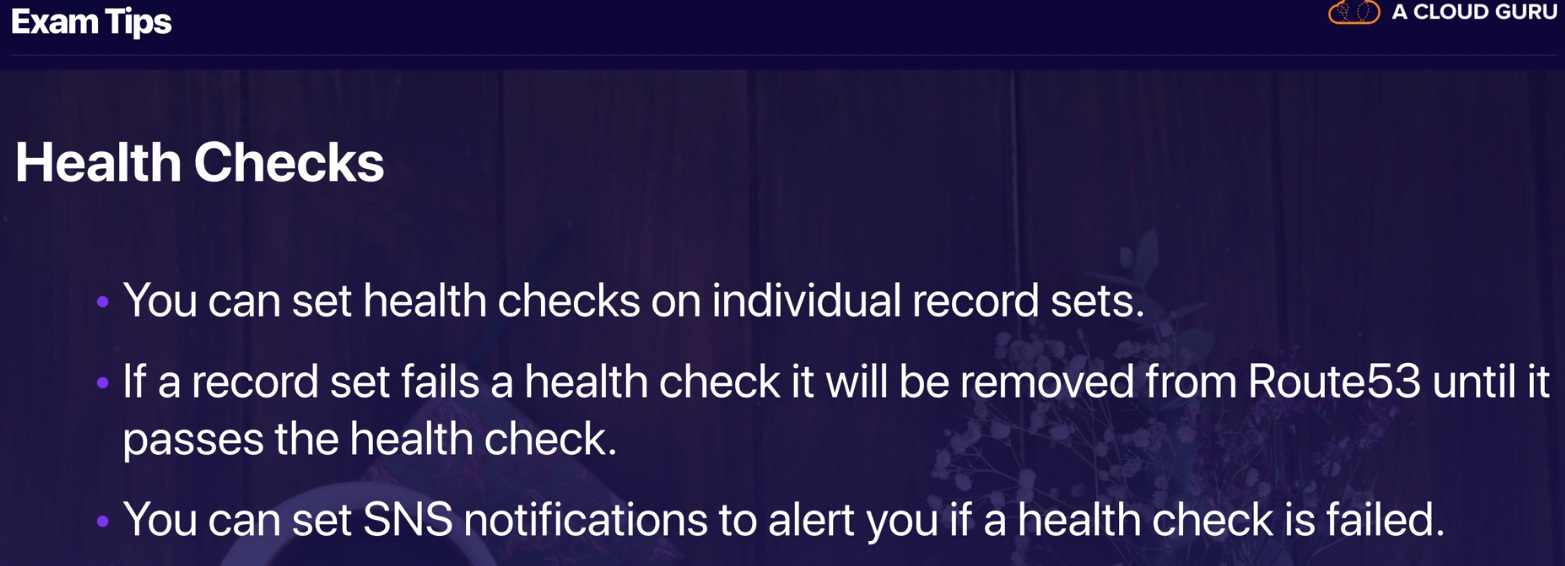 Exam Tips
A CLOUD GURU
Health Checks
• You can set health checks on individual record sets.
• If a record set fails a health check it will be removed from Route53 until it
passes the health check.
• You can set SNS notifications to alert you if a health check is failed.